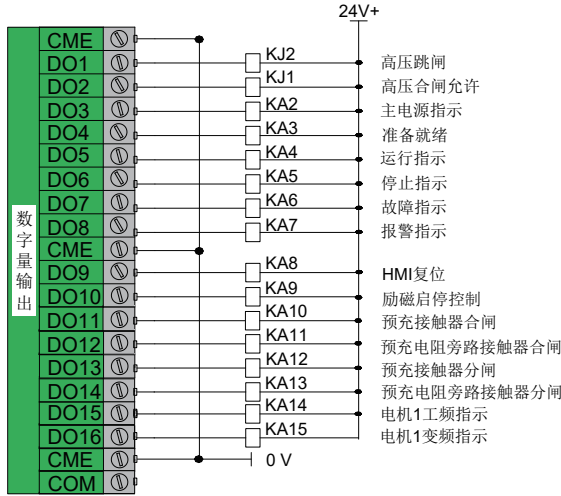 24V+
数字量输出
CME
DO1 KJ2 高压跳闸
DO2 KJ1 高压合闸允许
DO3 KA2 主电源指示
DO4 KA3 准备就绪
DO5 KA4 运行指示
DO6 KA5 停止指示
DO7 KA6 故障指示
DO8 KA7 报警指示
CME
DO9 KA8 HMI复位
DO10 KA9 励磁启停控制
DO11 KA10 预充接触器合闸
DO12 KA11 预充电阻旁路接触器合闸
DO13 KA12 预充接触器分闸
DO14 KA13 预充电阻旁路接触器分闸
DO15 KA14 电机1工频指示
DO16 KA15 电机1变频指示
CME 0 V
COM